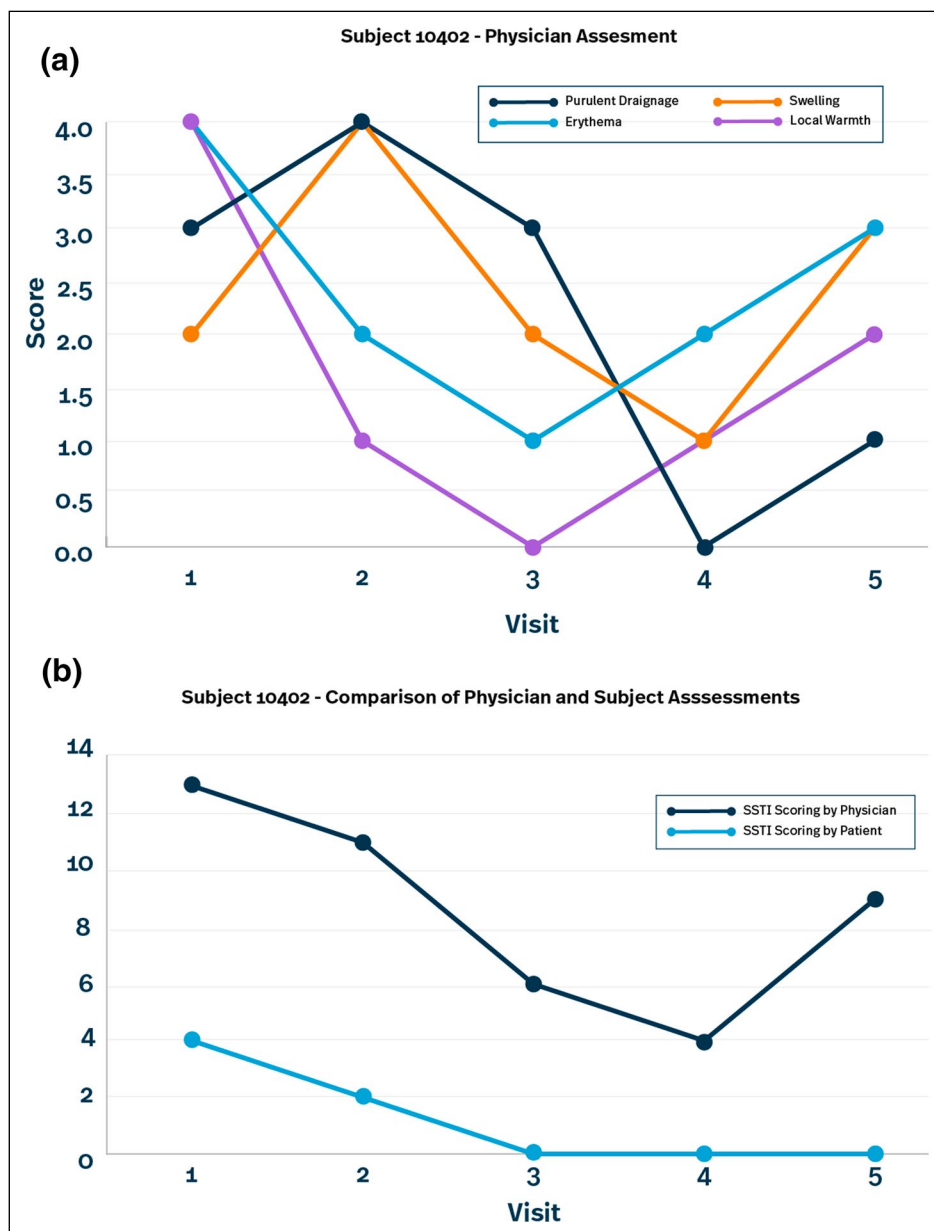 (a)
Subject 10402 - Physician Assesment
Purulent Draignage
Swelling
Erythema
Local Warmth
4.0
3.5
3.0
2.5
2.0
1.5
1.0
0.5
0.0
Score
1 2 3 4 5
Visit
(b)
Subject 10402 - Comparison of Physician and Subject Asssessments
SSTI Scoring by Physician
SSTI Scoring by Patient
14
12
10
8
6
4
2
0
1 2 3 4 5
Visit